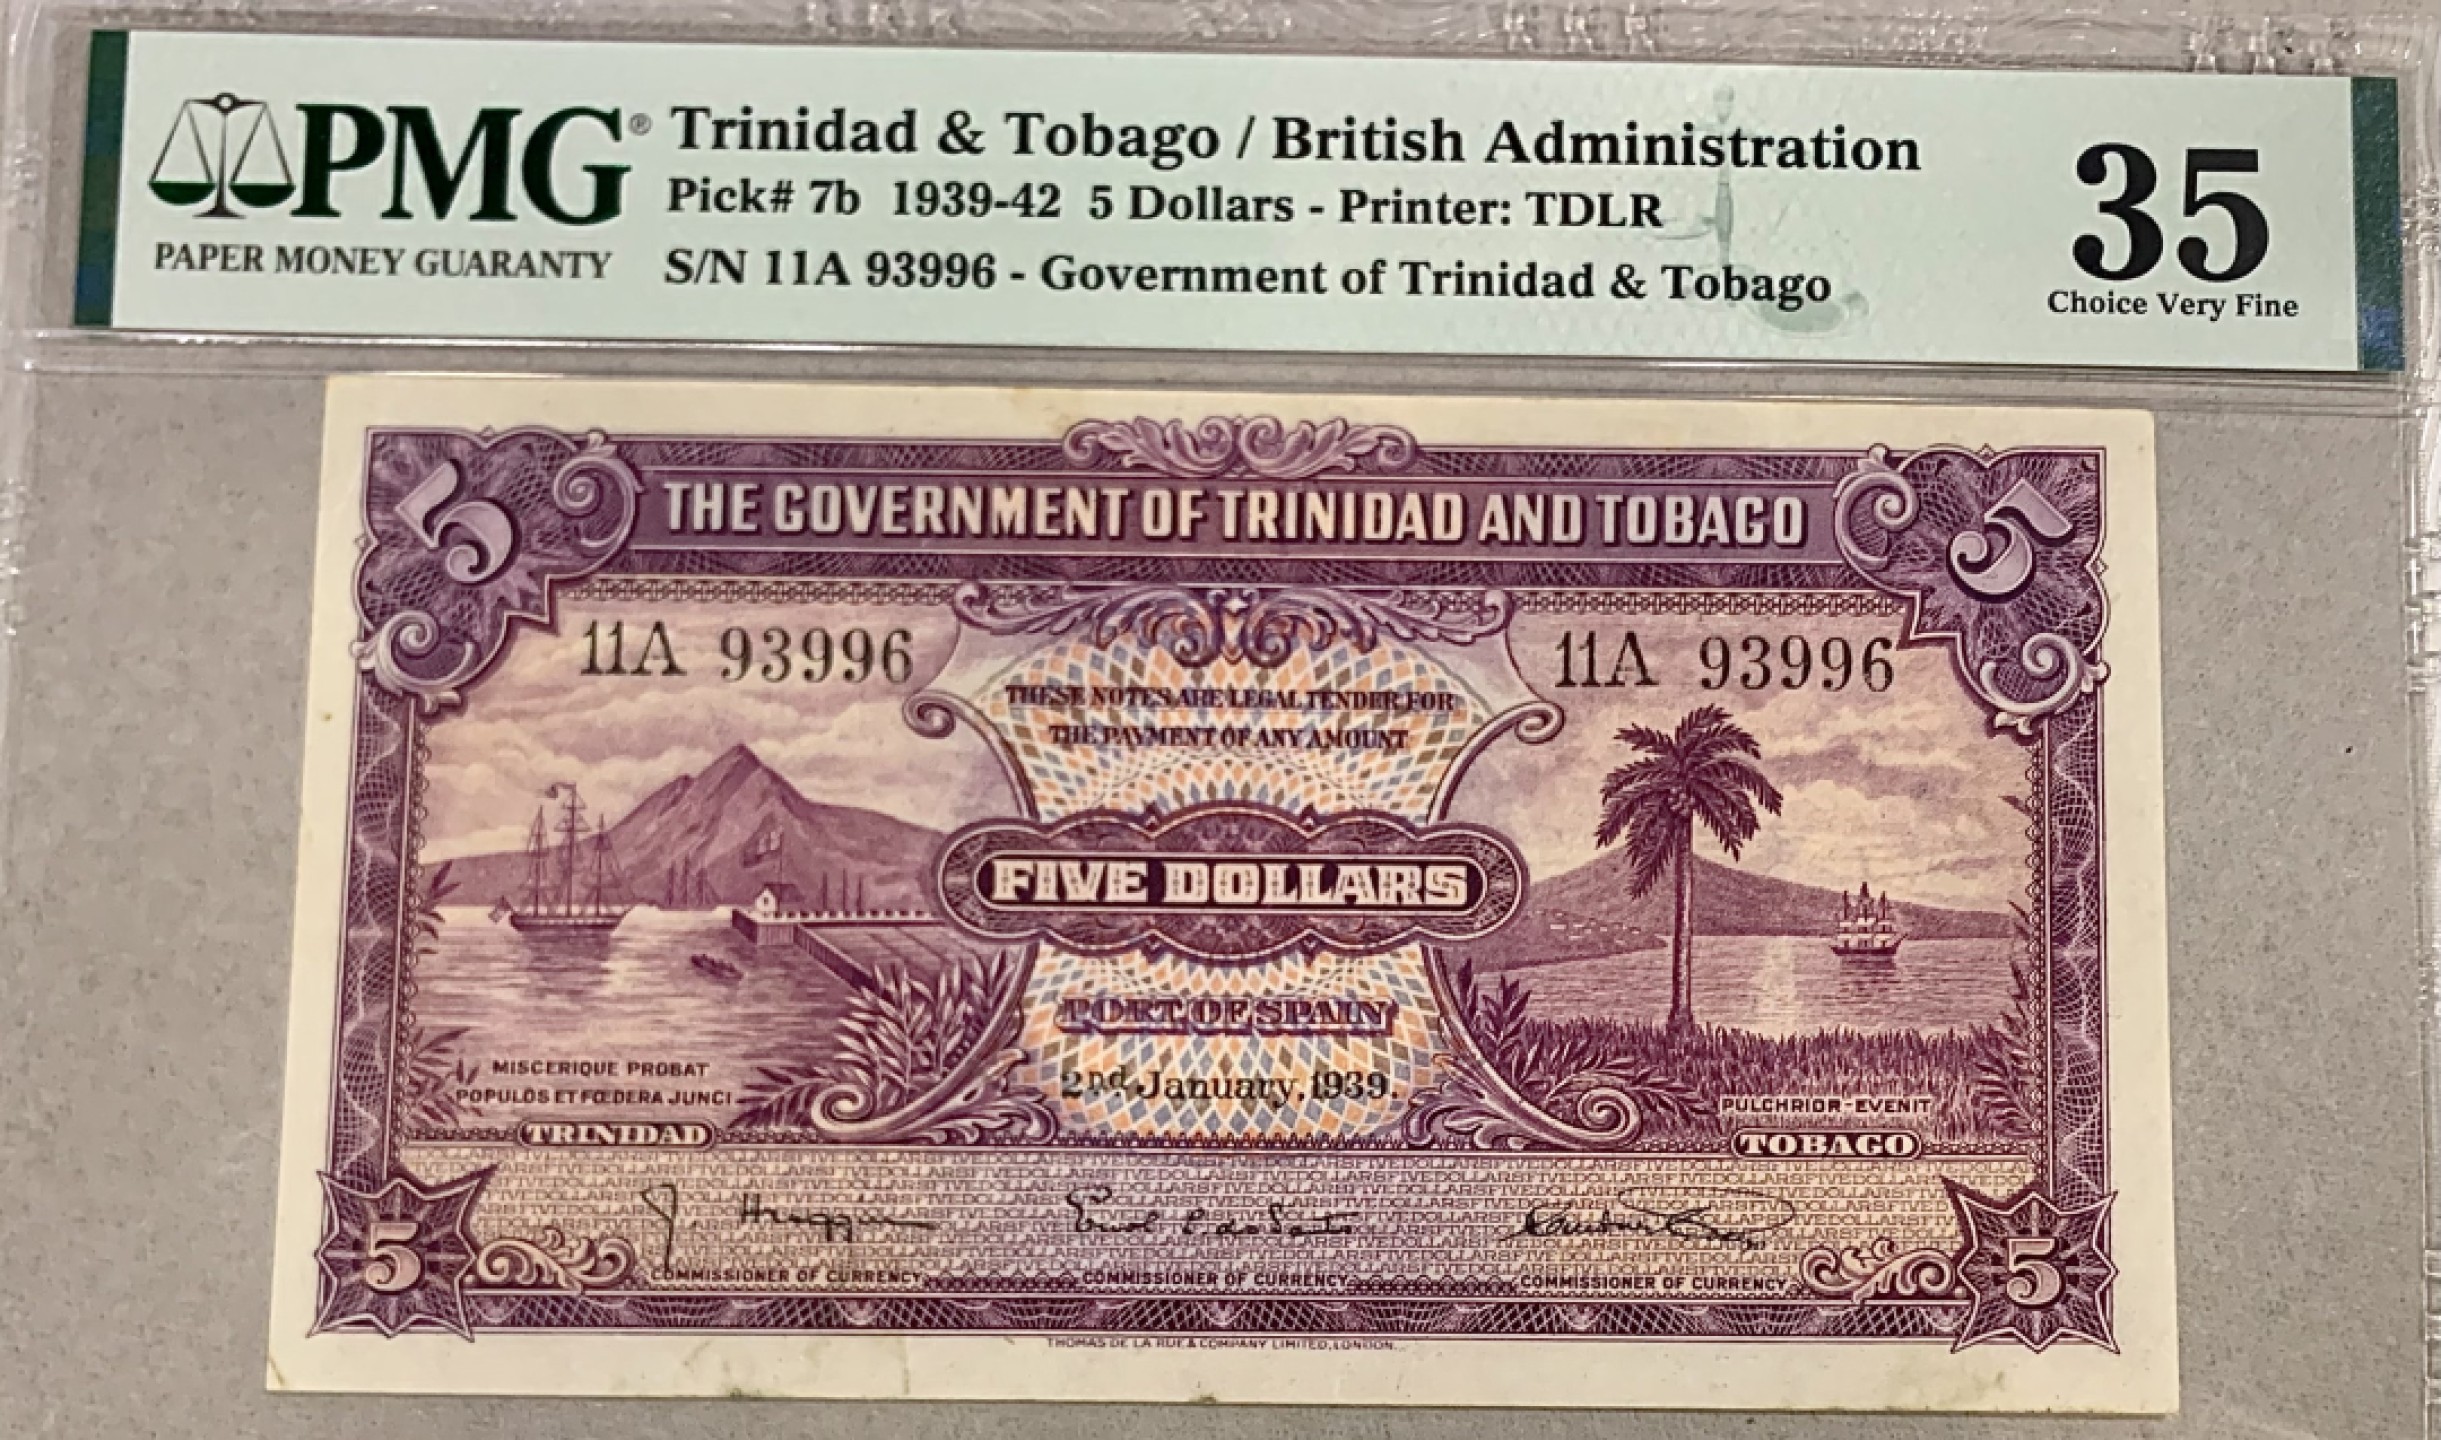 PMG®
PAPER MONEY GUARANTY
Trinidad & Tobago / British Administration
Pick# 7b 1939-42 5 Dollars - Printer: TDLR
S/N 11A 93996 - Government of Trinidad & Tobago
35
Choice Very Fine
5
THE GOVERNMENT OF TRINIDAD AND TOBAGO
5
11A 93996
11A 93996
THESE NOTES ARE LEGAL TENDER FOR
THE PAYMENT OF ANY AMOUNT
FIVE DOLLARS
PORT OF SPAIN
2nd January, 1939.
MISCERIQUE PROBAT
POPULOS ET FŒDERA JUNCI
TRINIDAD
PULCHRIOR-EVENIT
TOBAGO
5
COMMISSIONER OF CURRENCY
COMMISSIONER OF CURRENCY
COMMISSIONER OF CURRENCY
5
THOMAS DE LA RUE & COMPANY LIMITED, LONDON.